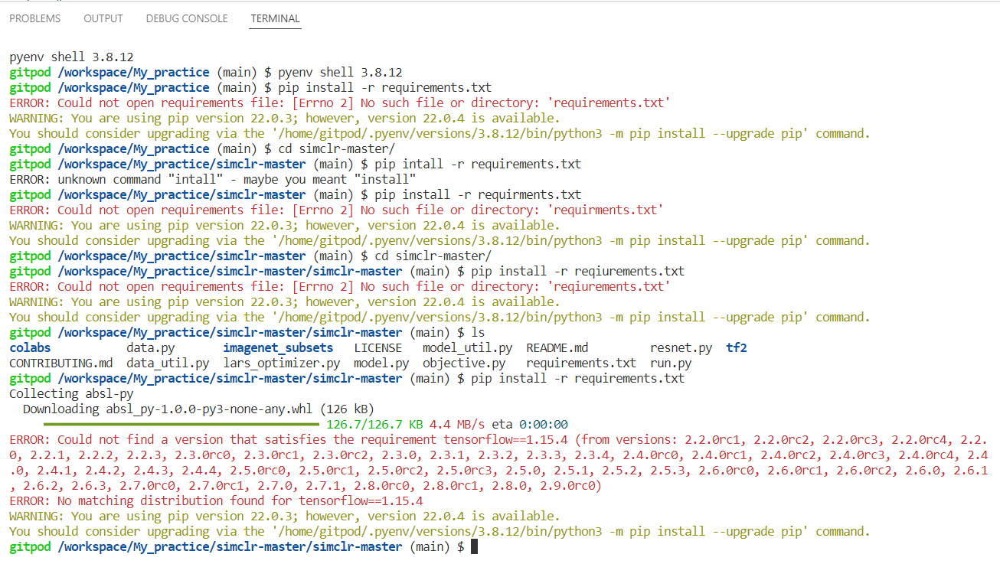 PROBLEMS OUTPUT DEBUG CONSOLE TERMINAL
pyenv shell 3.8.12
gitpod /workspace/My_practice (main) $ pyenv shell 3.8.12
gitpod /workspace/My_practice (main) $ pip install -r requirements.txt
ERROR: Could not open requirements file: [Errno 2] No such file or directory: 'requirements.txt'
WARNING: You are using pip version 22.0.3; however, version 22.0.4 is available.
You should consider upgrading via the '/home/gitpod/.pyenv/versions/3.8.12/bin/python3 -m pip install --upgrade pip' command.
gitpod /workspace/My_practice (main) $ cd simclr-master/
gitpod /workspace/My_practice/simclr-master (main) $ pip intall -r requirements.txt
ERROR: unknown command "intall" - maybe you meant "install"
gitpod /workspace/My_practice/simclr-master (main) $ pip install -r requirments.txt
ERROR: Could not open requirements file: [Errno 2] No such file or directory: 'requirments.txt'
WARNING: You are using pip version 22.0.3; however, version 22.0.4 is available.
You should consider upgrading via the '/home/gitpod/.pyenv/versions/3.8.12/bin/python3 -m pip install --upgrade pip' command.
gitpod /workspace/My_practice/simclr-master (main) $ cd simclr-master/
gitpod /workspace/My_practice/simclr-master/simclr-master (main) $ pip install -r reqiurements.txt
ERROR: Could not open requirements file: [Errno 2] No such file or directory: 'reqiurements.txt'
WARNING: You are using pip version 22.0.3; however, version 22.0.4 is available.
You should consider upgrading via the '/home/gitpod/.pyenv/versions/3.8.12/bin/python3 -m pip install --upgrade pip' command.
gitpod /workspace/My_practice/simclr-master/simclr-master (main) $ ls
colabs data.py imagenet_subsets LICENSE model_util.py README.md resnet.py tf2
CONTRIBUTING.md data_util.py lars_optimizer.py model.py objective.py requirements.txt run.py
gitpod /workspace/My_practice/simclr-master/simclr-master (main) $ pip install -r requirements.txt
Collecting absl-py
Downloading absl_py-1.0.0-py3-none-any.whl (126 kB)
126.7/126.7 KB 4.4 MB/s eta 0:00:00
ERROR: Could not find a version that satisfies the requirement tensorflow==1.15.4 (from versions: 2.2.0rc1, 2.2.0rc2, 2.2.0rc3, 2.2.0rc4, 2.2.
0, 2.2.1, 2.2.2, 2.2.3, 2.3.0rc0, 2.3.0rc1, 2.3.0rc2, 2.3.0, 2.3.1, 2.3.2, 2.3.3, 2.3.4, 2.4.0rc0, 2.4.0rc1, 2.4.0rc2, 2.4.0rc3, 2.4.0rc4, 2.4
.0, 2.4.1, 2.4.2, 2.4.3, 2.4.4, 2.5.0rc0, 2.5.0rc1, 2.5.0rc2, 2.5.0rc3, 2.5.0, 2.5.1, 2.5.2, 2.5.3, 2.6.0rc0, 2.6.0rc1, 2.6.0rc2, 2.6.0, 2.6.1
, 2.6.2, 2.6.3, 2.7.0rc0, 2.7.0rc1, 2.7.0, 2.7.1, 2.8.0rc0, 2.8.0rc1, 2.8.0, 2.9.0rc0)
ERROR: No matching distribution found for tensorflow==1.15.4
WARNING: You are using pip version 22.0.3; however, version 22.0.4 is available.
You should consider upgrading via the '/home/gitpod/.pyenv/versions/3.8.12/bin/python3 -m pip install --upgrade pip' command.
gitpod /workspace/My_practice/simclr-master/simclr-master (main) $